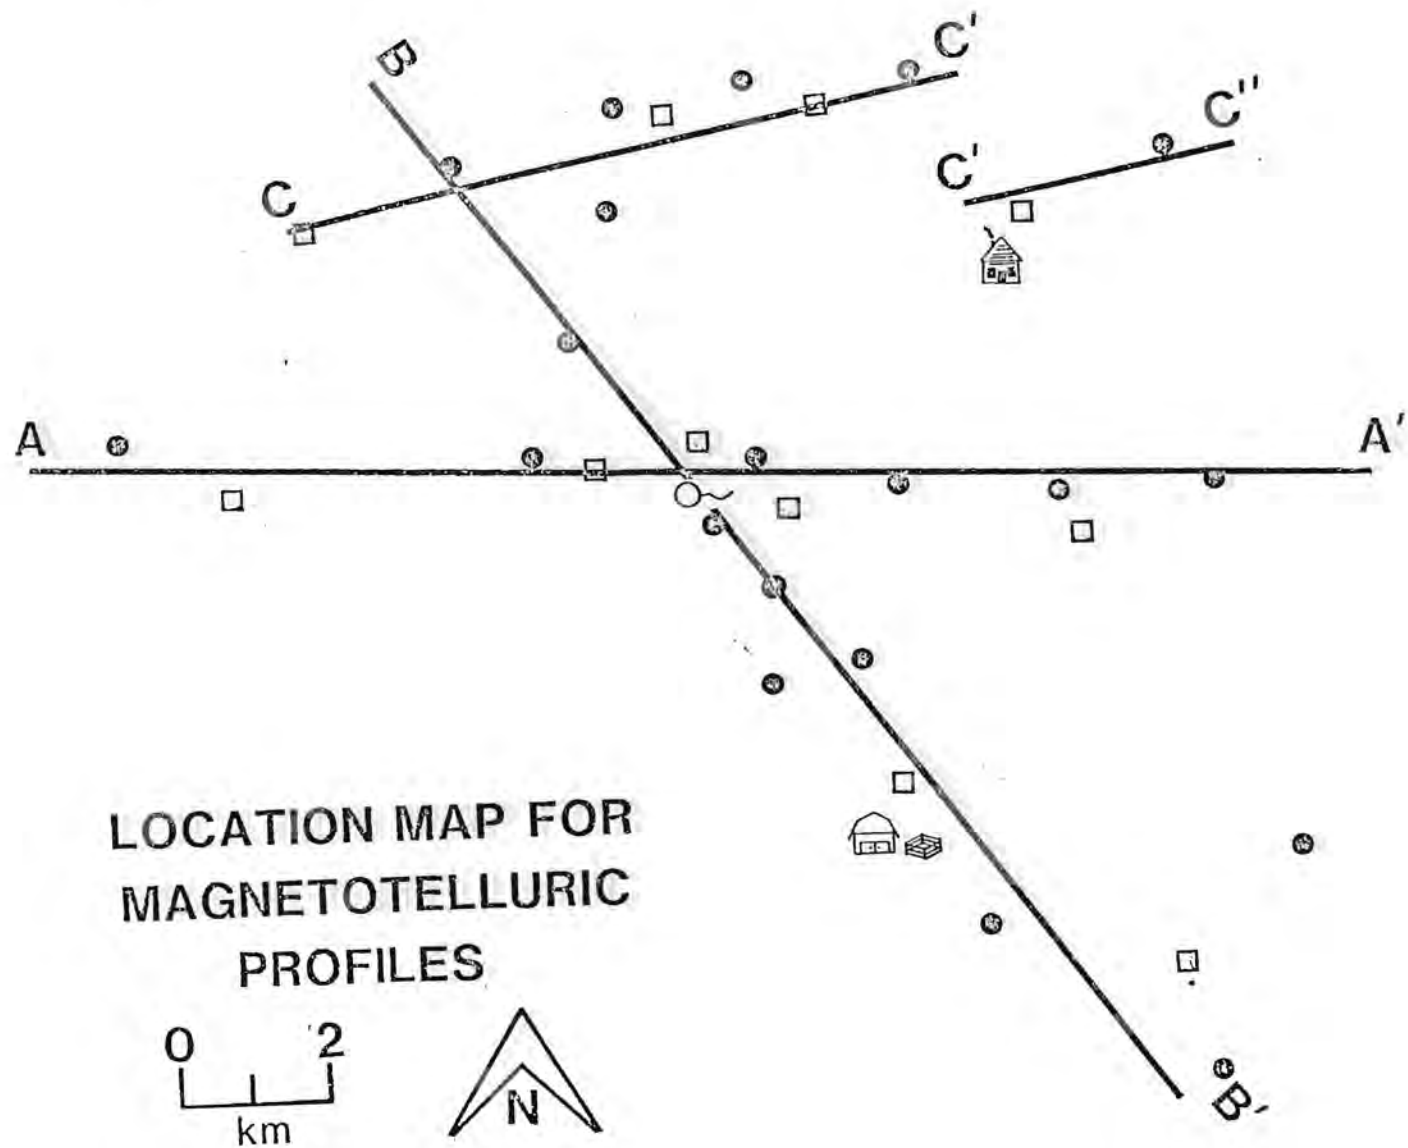 B
C'
C''
C'
C
A
A'
LOCATION MAP FOR
MAGNETOTELLURIC
PROFILES
0 2
km
N
B'